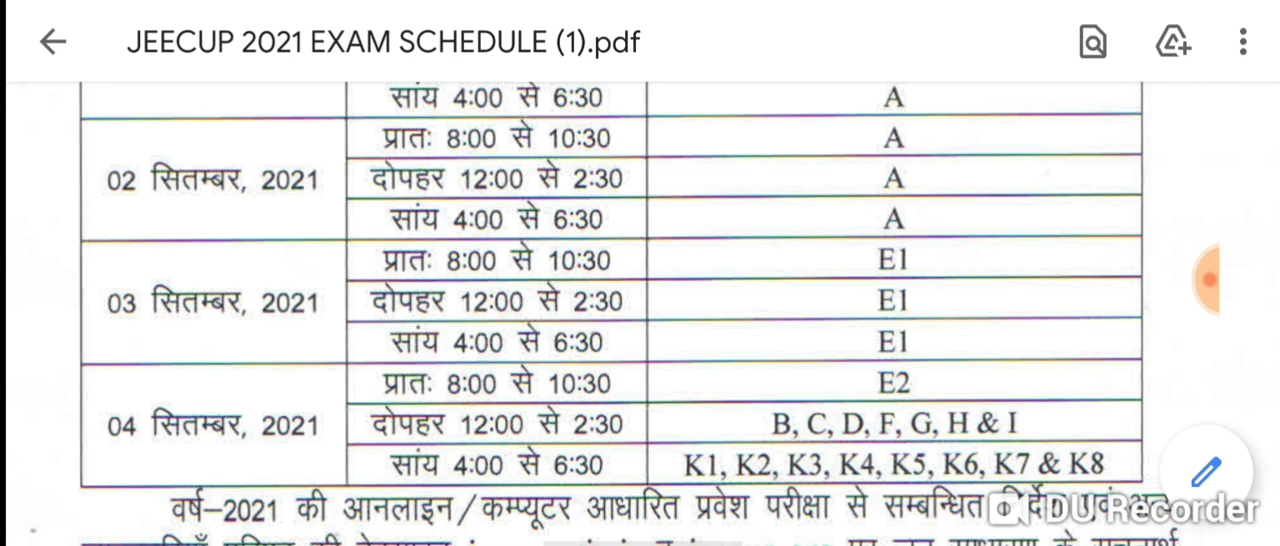 JEECUP 2021 EXAM SCHEDULE (1).pdf
सांय 4:00 से 6:30 A
प्रातः 8:00 से 10:30 A
02 सितम्बर, 2021 दोपहर 12:00 से 2:30 A
सांय 4:00 से 6:30 A
प्रातः 8:00 से 10:30 E1
03 सितम्बर, 2021 दोपहर 12:00 से 2:30 E1
सांय 4:00 से 6:30 E1
प्रातः 8:00 से 10:30 E2
04 सितम्बर, 2021 दोपहर 12:00 से 2:30 B, C, D, F, G, H & I
सांय 4:00 से 6:30 K1, K2, K3, K4, K5, K6, K7 & K8
वर्ष–2021 की आनलाइन/कम्प्यूटर आधारित प्रवेश परीक्षा से सम्बन्धित एवं
DU Recorder